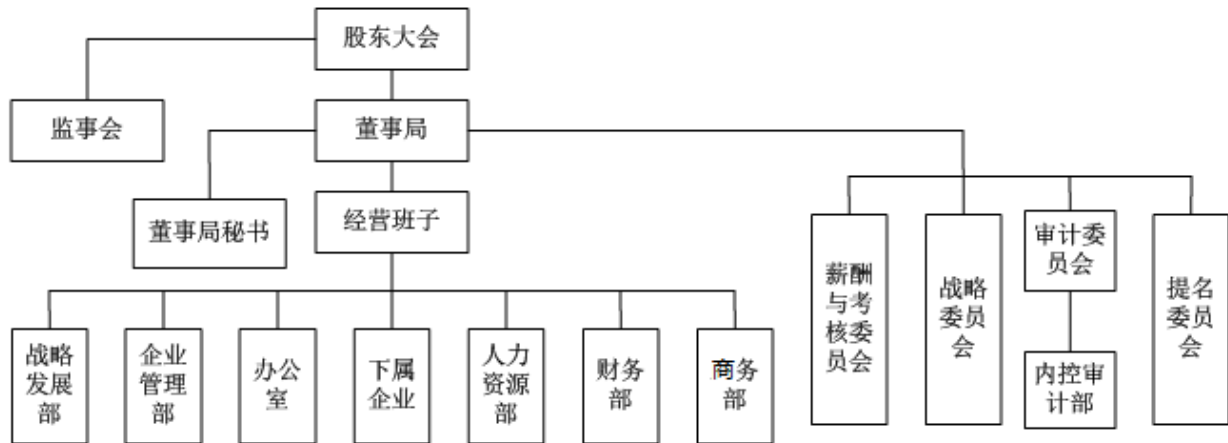 股东大会
监事会
董事局
董事局秘书
经营班子
薪酬
与考
核委
员会
战略
委员
会
审计委
员会
提名
委员
会
内控审
计部
战略
发展
部
企业
管理
部
办公
室
下属
企业
人力
资源
部
财务
部
商务
部